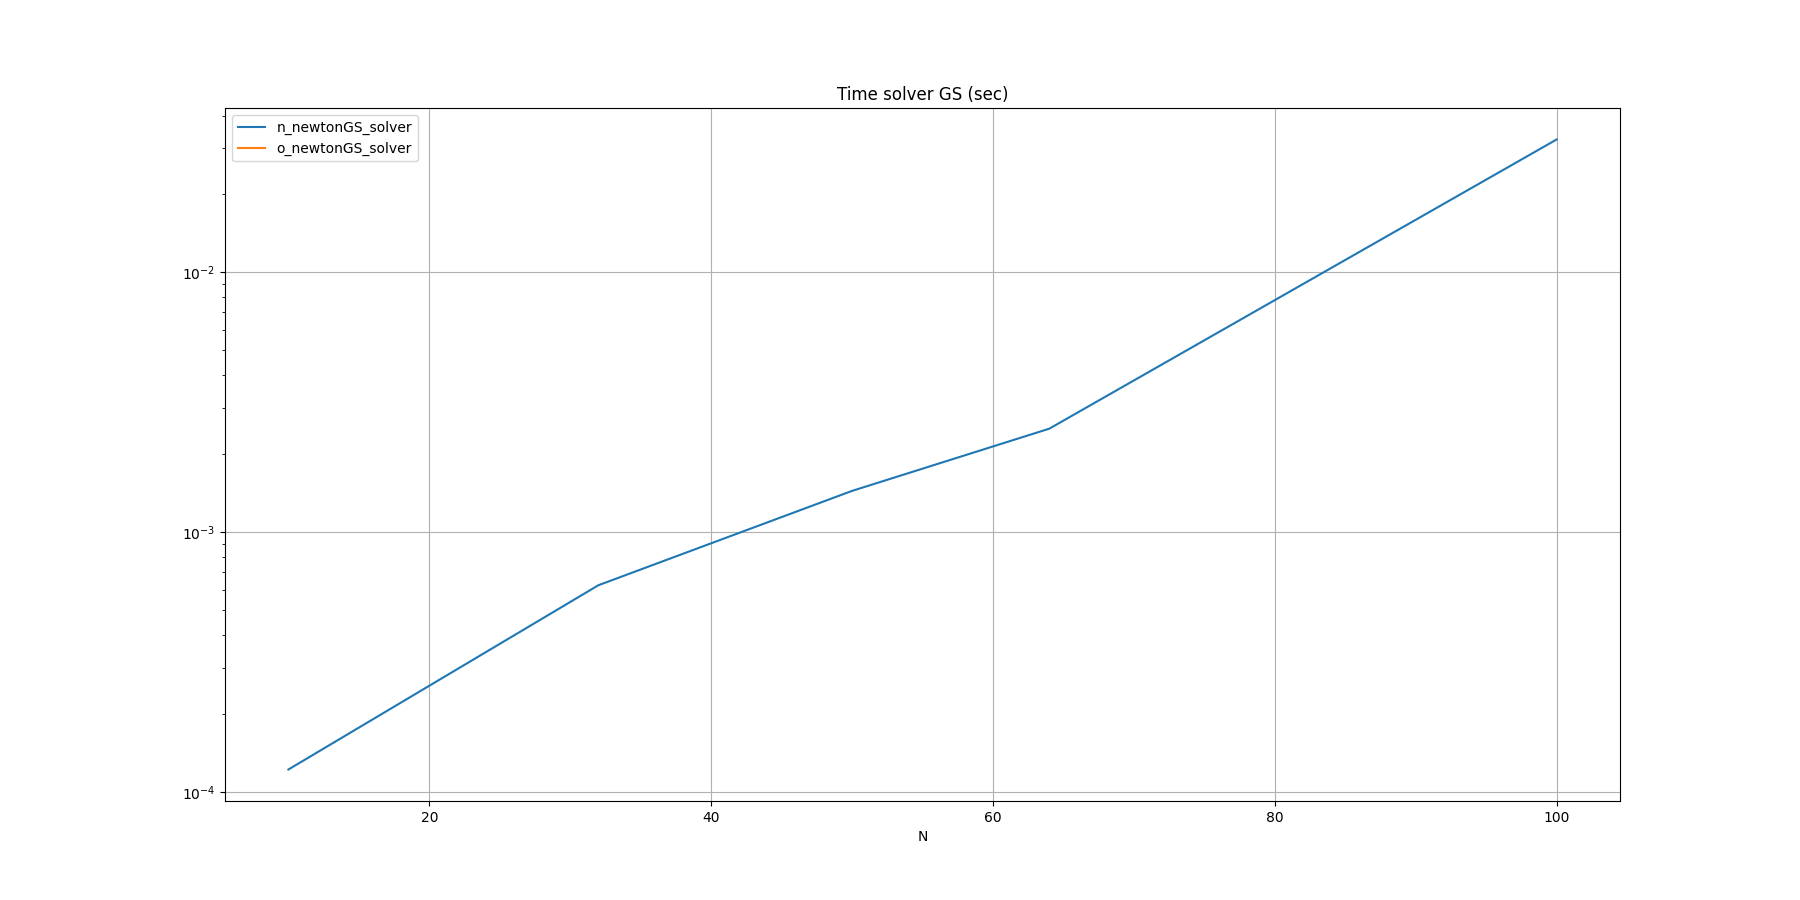 Time solver GS (sec)
n_newtonGS_solver
o_newtonGS_solver
10⁻²
10⁻³
10⁻⁴
20 40 60 80 100
N